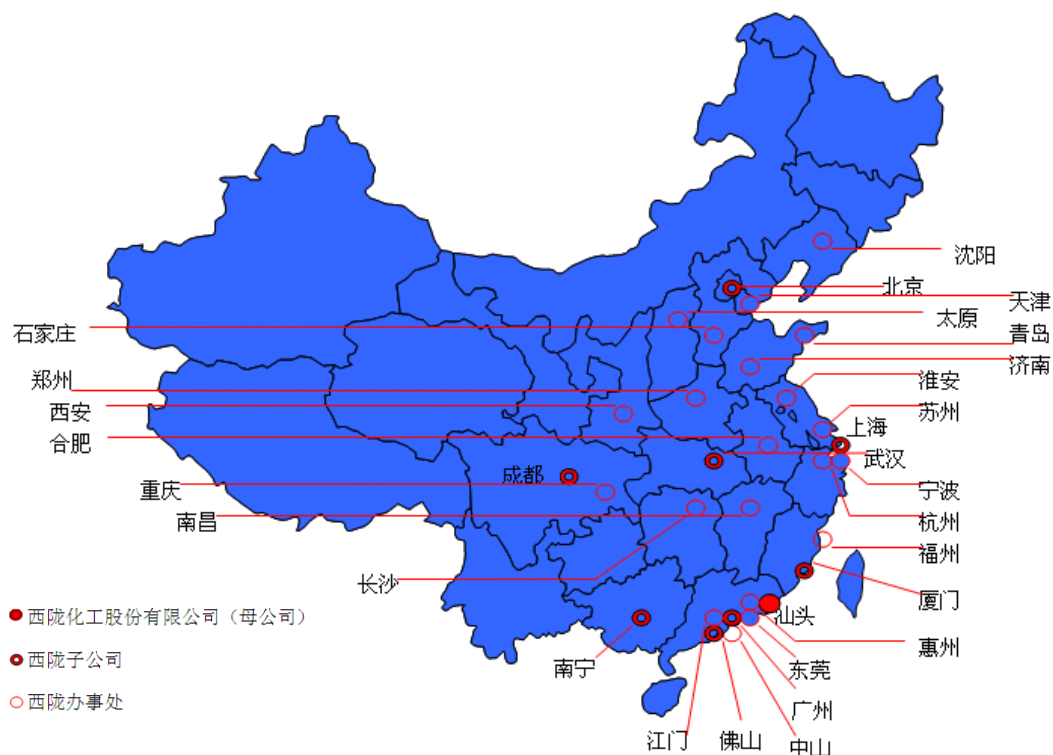 沈阳
北京
天津
太原
石家庄
青岛
济南
郑州
淮安
西安
苏州
合肥
上海
武汉
成都
重庆
宁波
南昌
杭州
福州
长沙
厦门
西陇化工股份有限公司（母公司）
汕头
惠州
西陇子公司
南宁
东莞
西陇办事处
广州
江门
佛山
中山